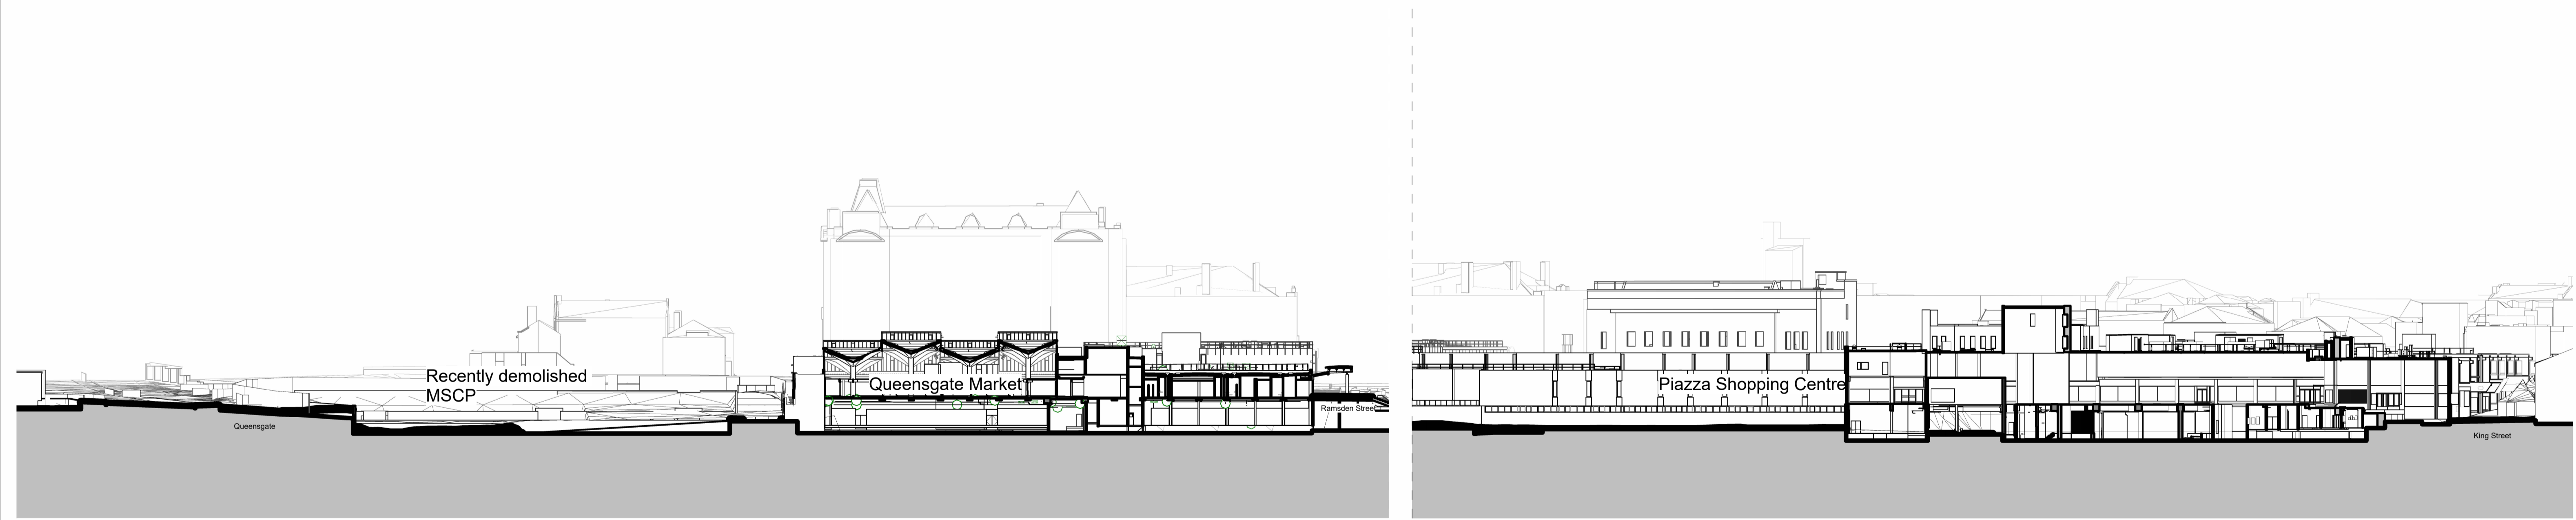 Recently demolished
MSCP
Queensgate
Queensgate Market
Ramsden Street
Piazza Shopping Centre
King Street